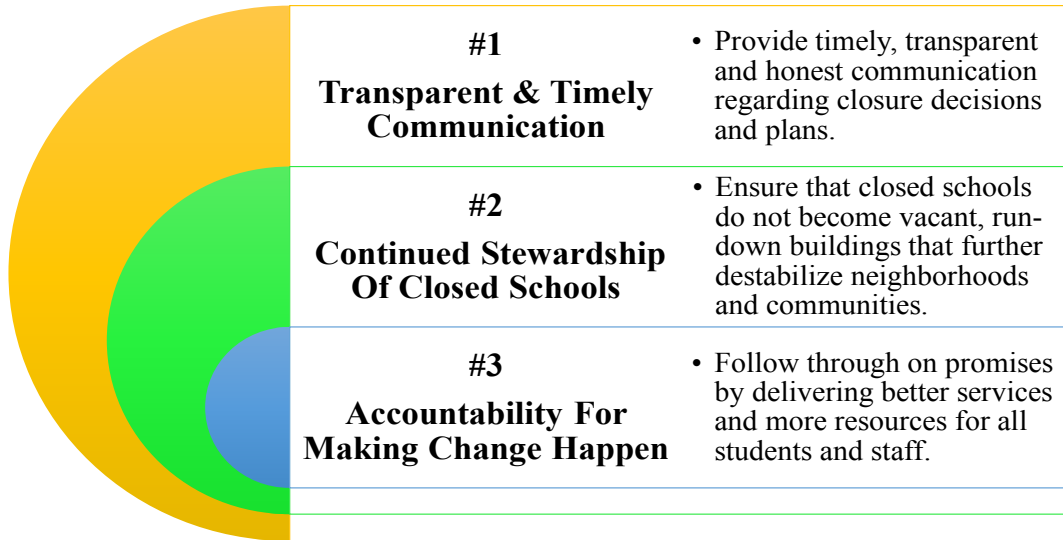 #1
Transparent & Timely
Communication
• Provide timely, transparent
and honest communication
regarding closure decisions
and plans.
#2
Continued Stewardship
Of Closed Schools
• Ensure that closed schools
do not become vacant, run-
down buildings that further
destabilize neighborhoods
and communities.
#3
Accountability For
Making Change Happen
• Follow through on promises
by delivering better services
and more resources for all
students and staff.